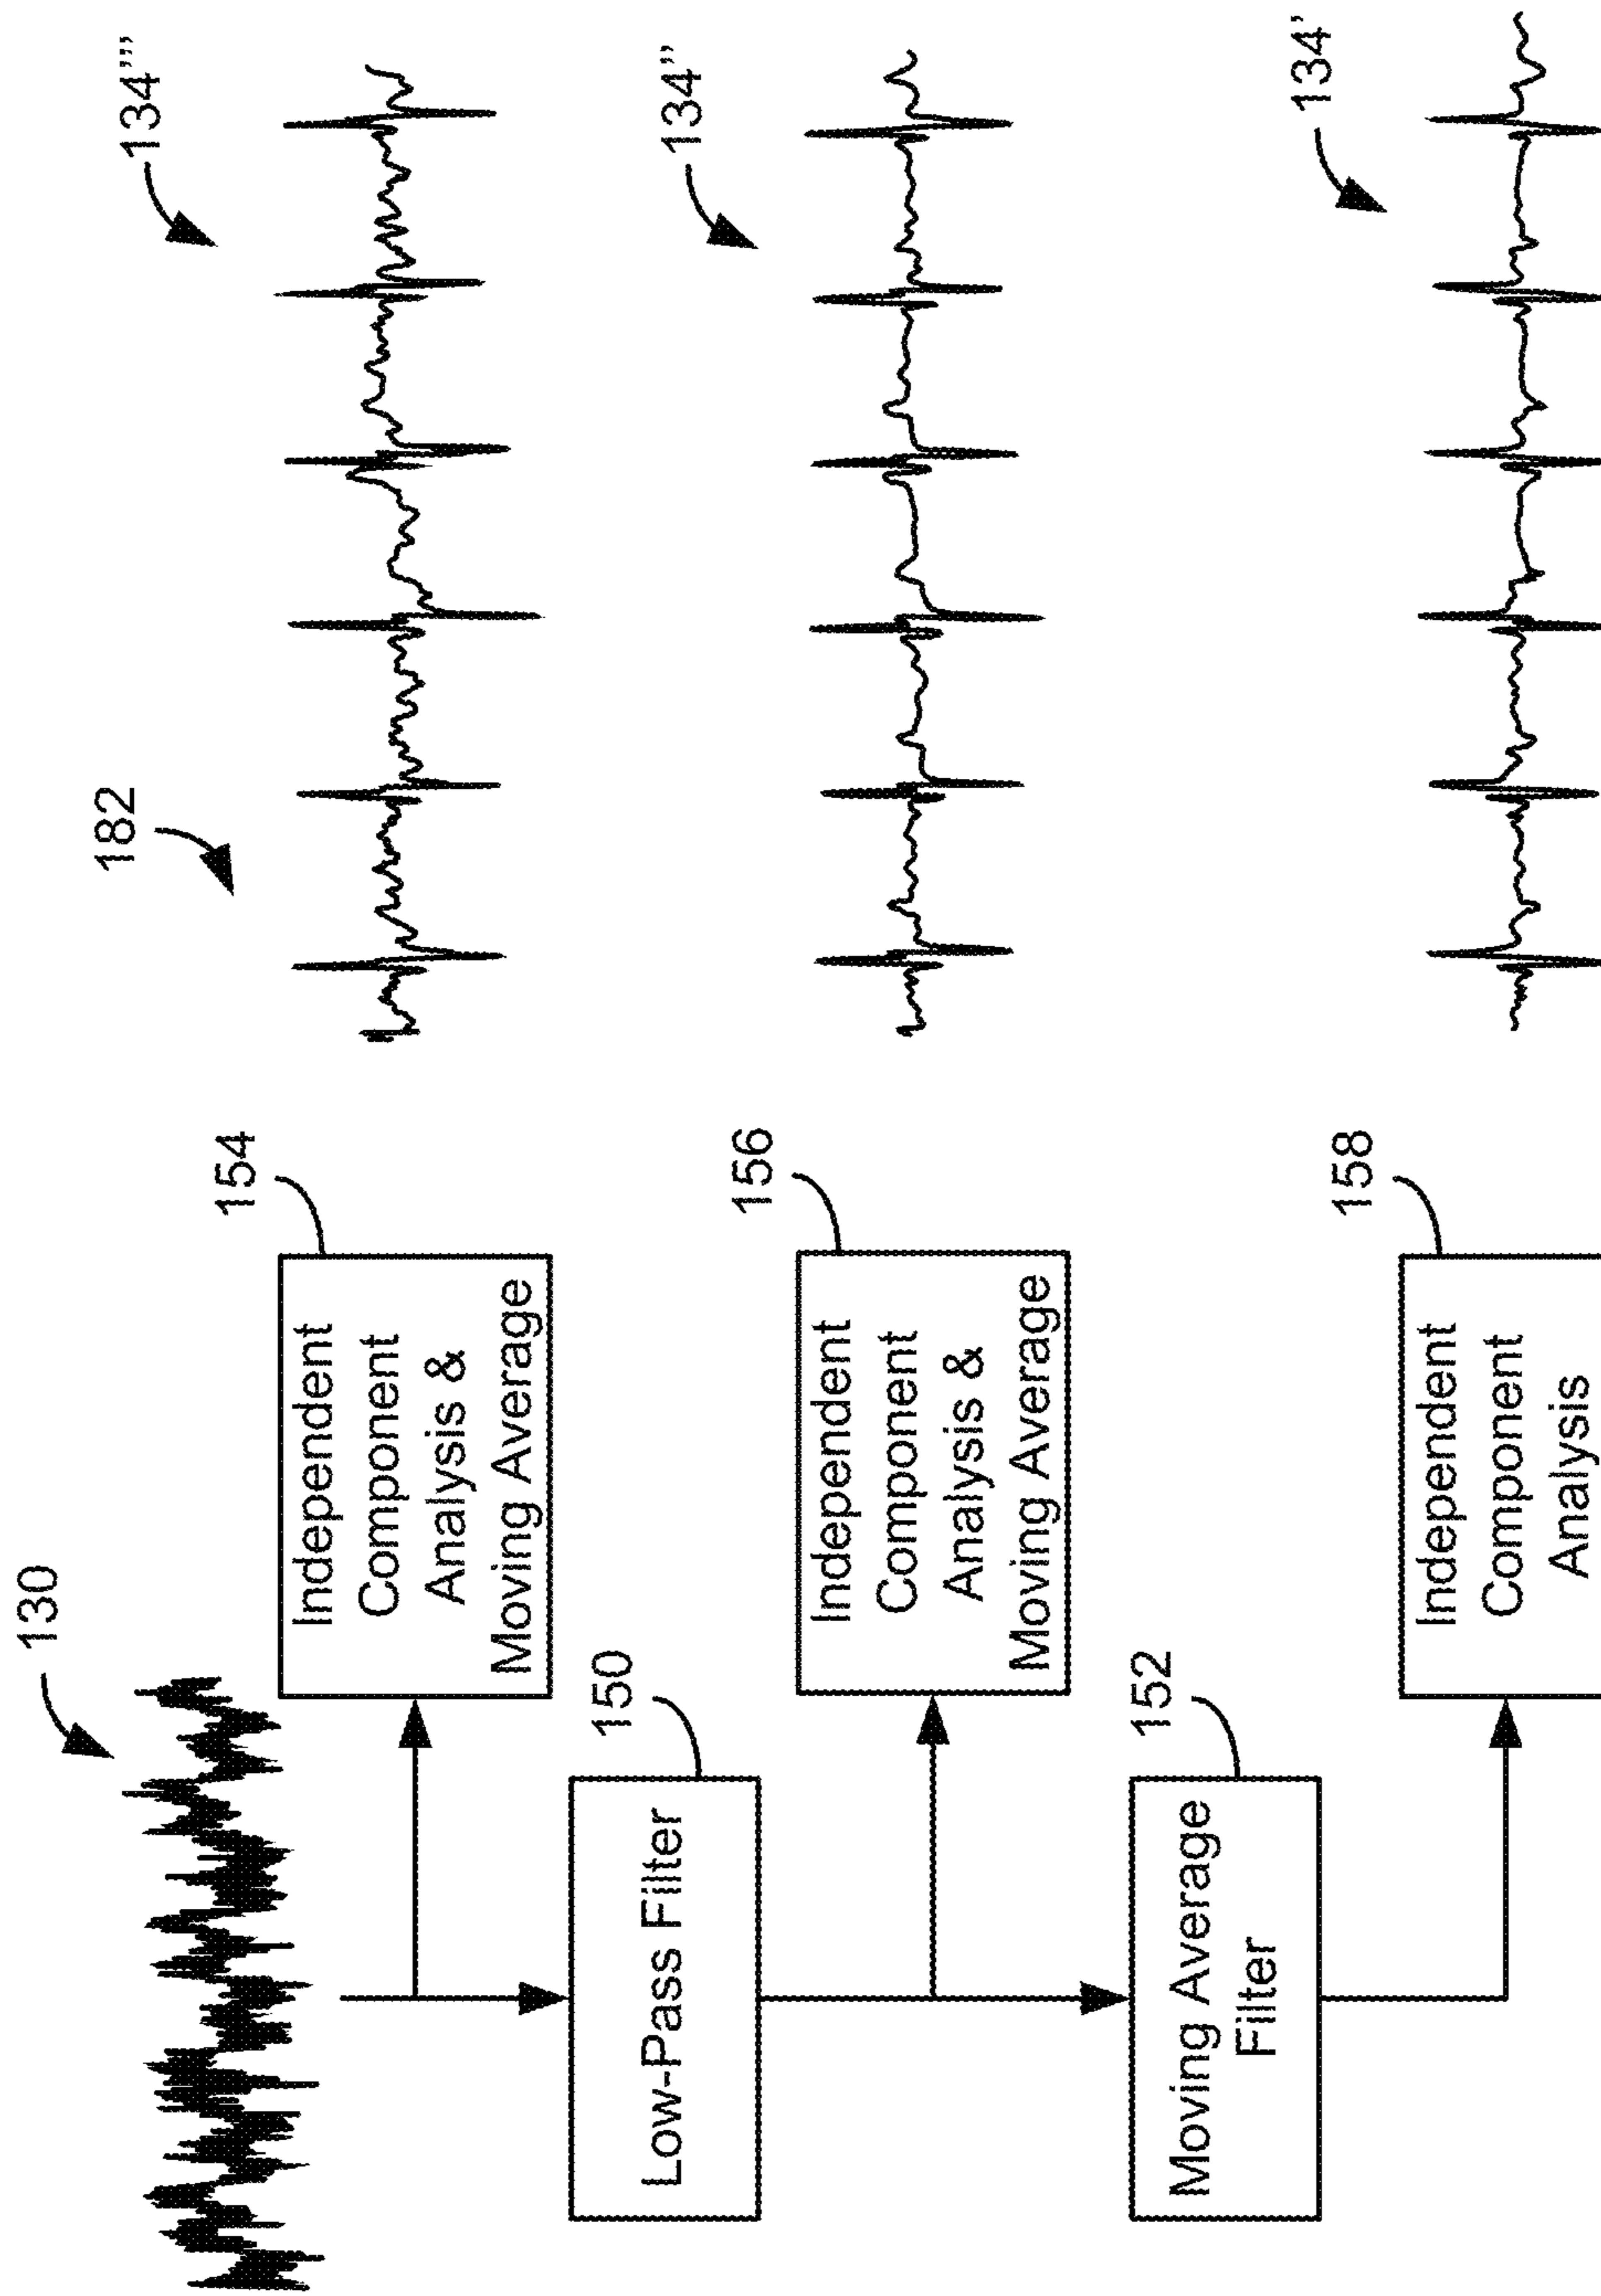 130
182
134'''
154
Independent
Component
Analysis &
Moving Average
150
Low-Pass Filter
134''
156
Independent
Component
Analysis &
Moving Average
152
Moving Average
Filter
134'
158
Independent
Component
Analysis